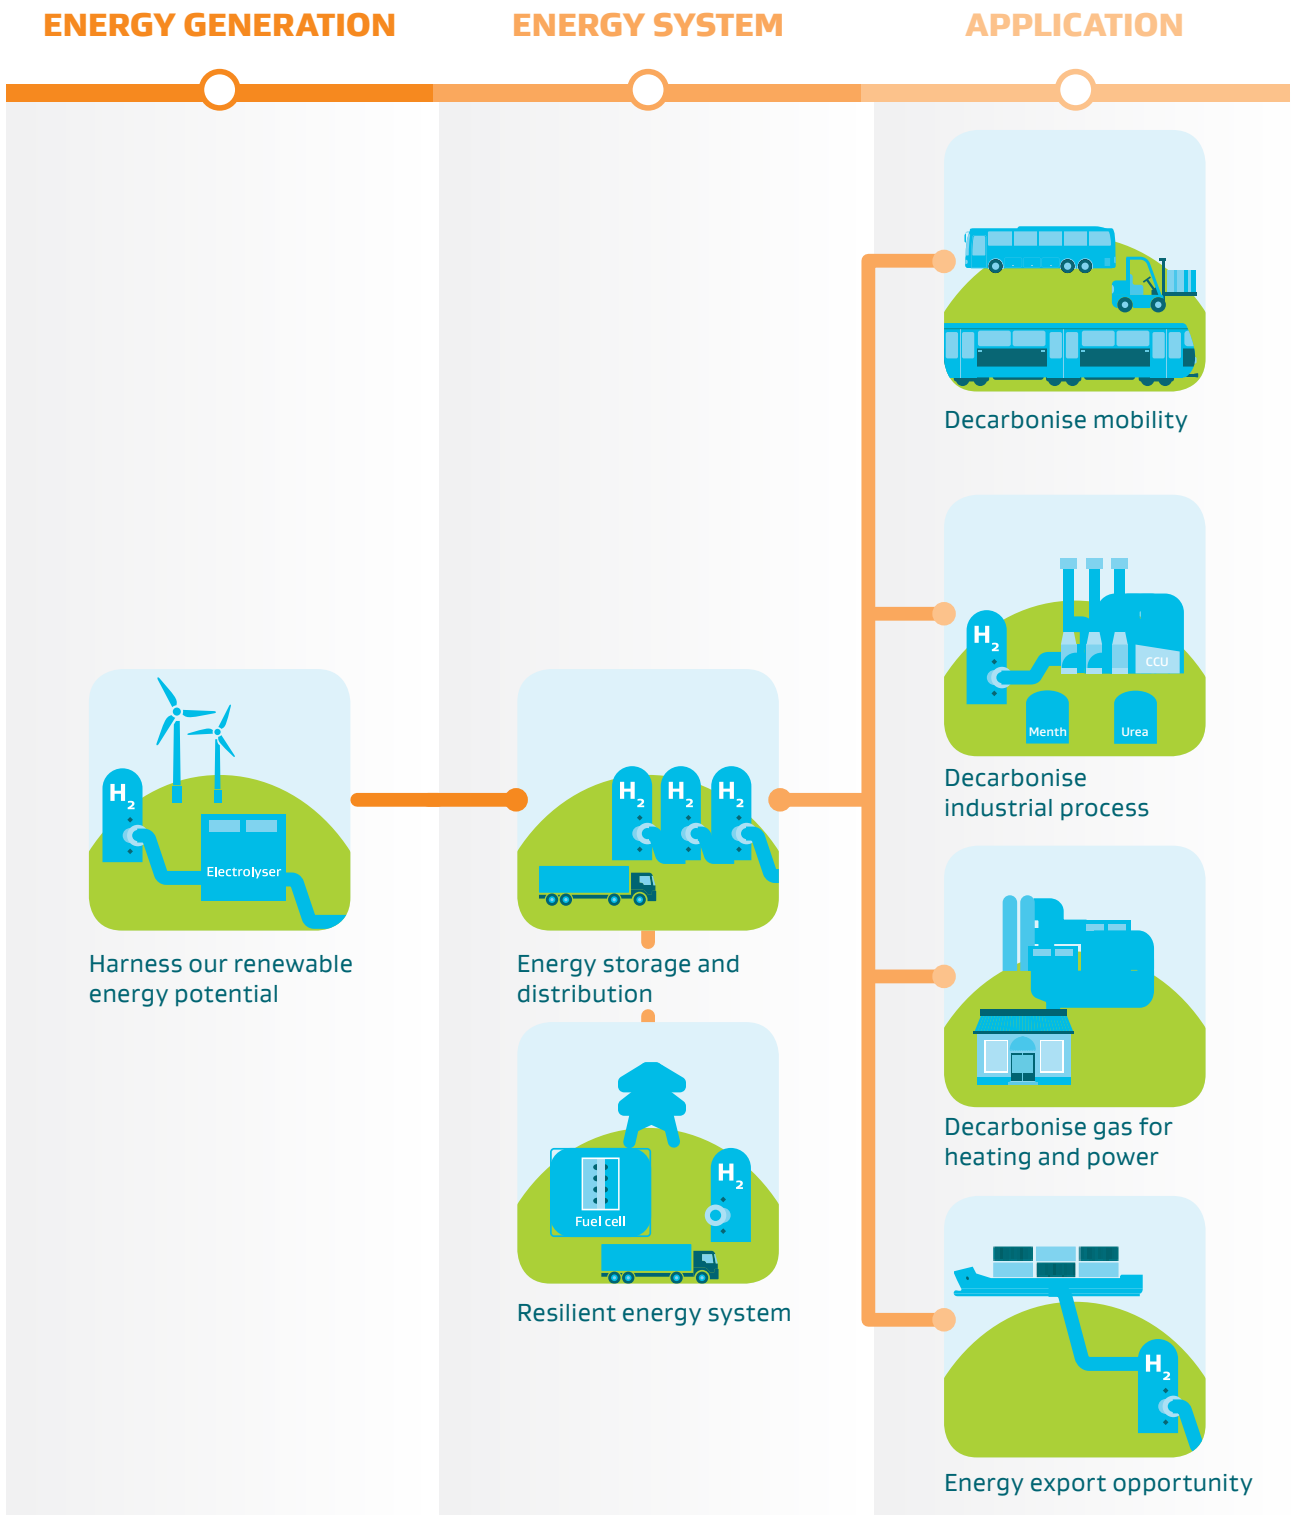 ENERGY GENERATION
ENERGY SYSTEM
APPLICATION
Decarbonise mobility
H2
CCU
Menth
Urea
Decarbonise
industrial process
H2
Electrolyser
Harness our renewable
energy potential
H2
H2
H2
Energy storage and
distribution
Fuel cell
H2
Resilient energy system
Decarbonise gas for
heating and power
H2
Energy export opportunity